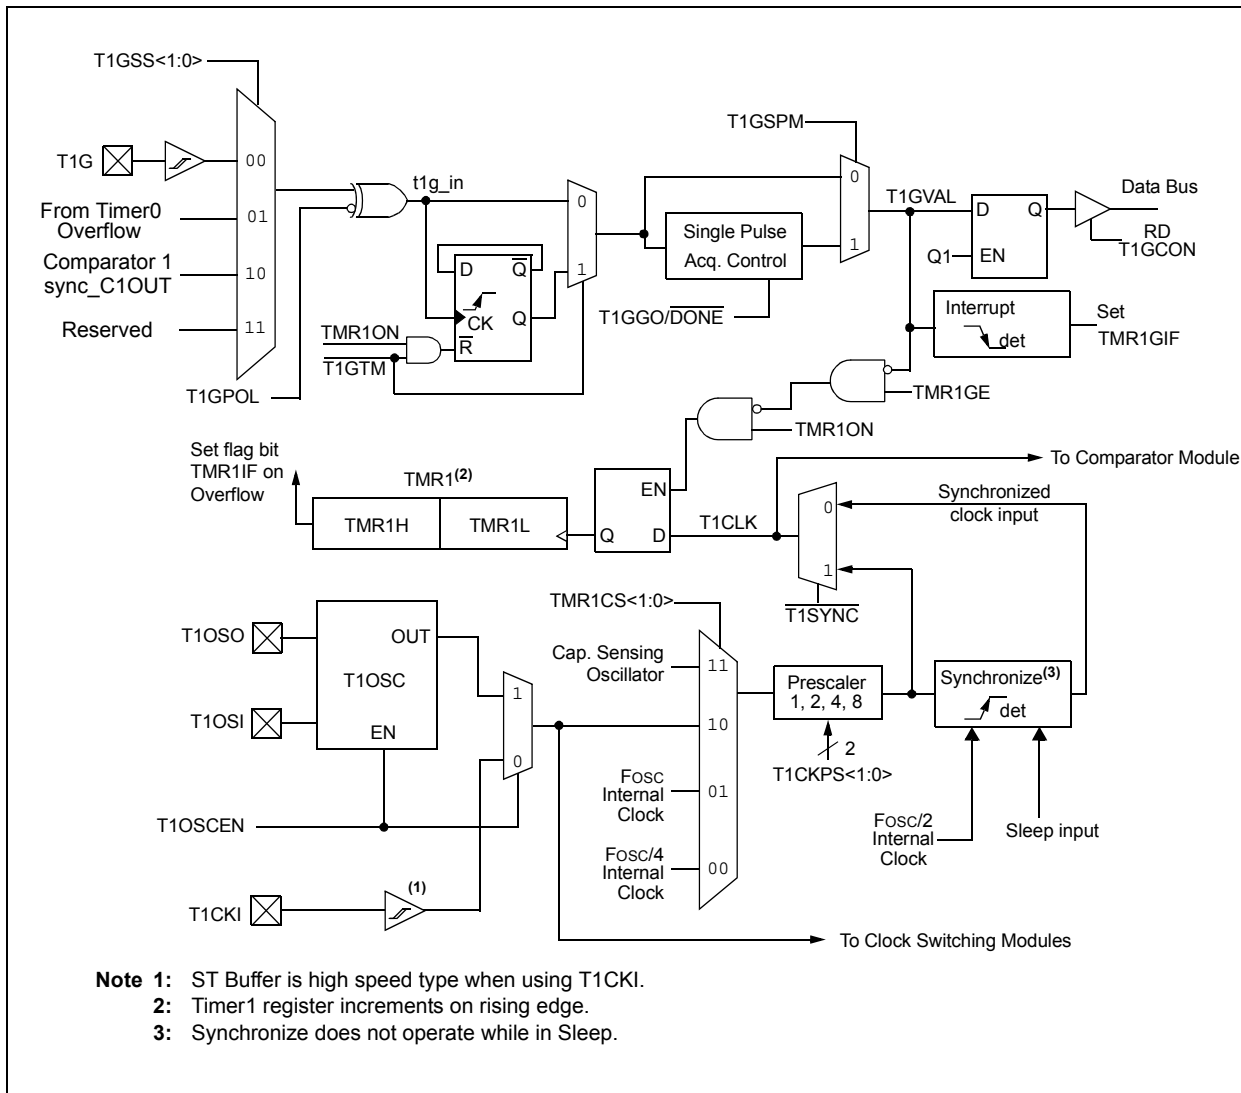 T1GSS<1:0>
T1G
00
From Timer0
Overflow
01
Comparator 1
sync_C1OUT
10
Reserved
11
T1GPOL
t1g_in
0
1
D
Q
CK
Q
R
TMR1ON
T1GTM
T1GSPM
0
1
Single Pulse
Acq. Control
T1GGO/DONE
T1GVAL
D
Q
Q1
EN
Data Bus
RD
T1GCON
Interrupt
det
Set
TMR1GIF
TMR1GE
TMR1ON
Set flag bit
TMR1IF on
Overflow
TMR1(2)
TMR1H
TMR1L
EN
Q
D
T1CLK
To Comparator Module
0
1
Synchronized
clock input
T1SYNC
T1OSO
T1OSI
OUT
T1OSC
EN
1
0
T1OSCEN
T1CKI
(1)
TMR1CS<1:0>
Cap. Sensing
Oscillator
11
10
FOSC
Internal
Clock
01
FOSC/4
Internal
Clock
00
Prescaler
1, 2, 4, 8
2
T1CKPS<1:0>
Synchronize(3)
det
FOSC/2
Internal
Clock
Sleep input
To Clock Switching Modules
Note 1: ST Buffer is high speed type when using T1CKI.
2: Timer1 register increments on rising edge.
3: Synchronize does not operate while in Sleep.